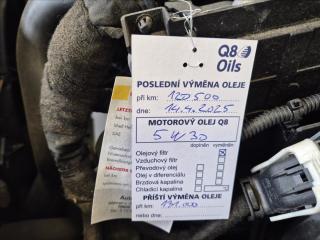 Q8
Oils
POSLEDNÍ VÝMĚNA OLEJE
při km: 120 500
dne: 14.4.2025
MOTOROVÝ OLEJ Q8
5W30
doplněn vyměněn
Olejový filtr
Vzduchový filtr
Převodový olej
Olej v diferenciálu
Brzdová kapalina
Chladicí kapalina
PŘÍŠTÍ VÝMĚNA OLEJE
při km:
nebo dne: